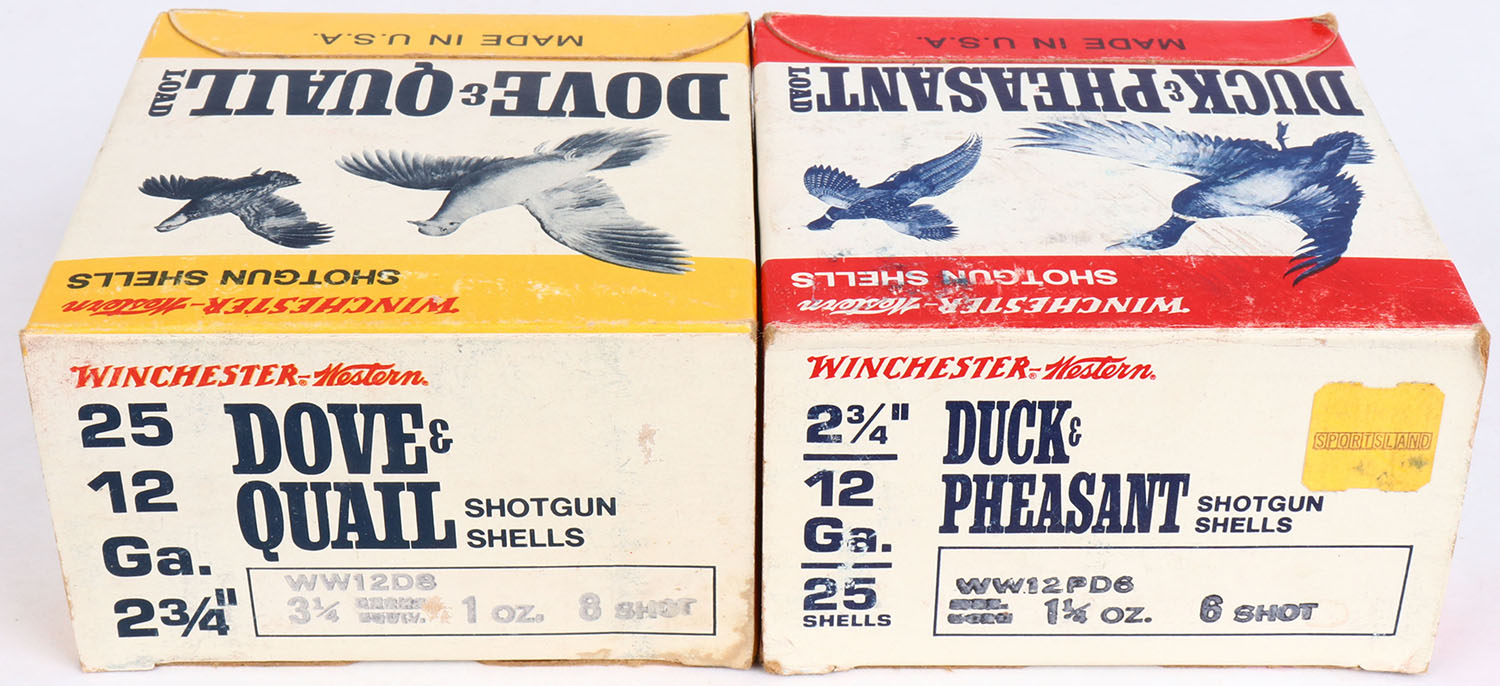 MADE IN U.S.A.
DOVE & QUAIL
LOAD
SHOTGUN SHELLS
WINCHESTER-Western
WINCHESTER®-Western®
25
12
Ga.
2¾"
DOVE &
QUAIL
SHOTGUN
SHELLS
WW12D8
3¼ DRAMS EQUIV. 1 OZ. 8 SHOT
MADE IN U.S.A.
DUCK & PHEASANT
LOAD
SHOTGUN SHELLS
WINCHESTER-Western
WINCHESTER®-Western®
2¾"
12
Ga.
25
SHELLS
DUCK &
PHEASANT
SHOTGUN
SHELLS
SPORTSLAND
WW12PD6
1¼ OZ. 6 SHOT